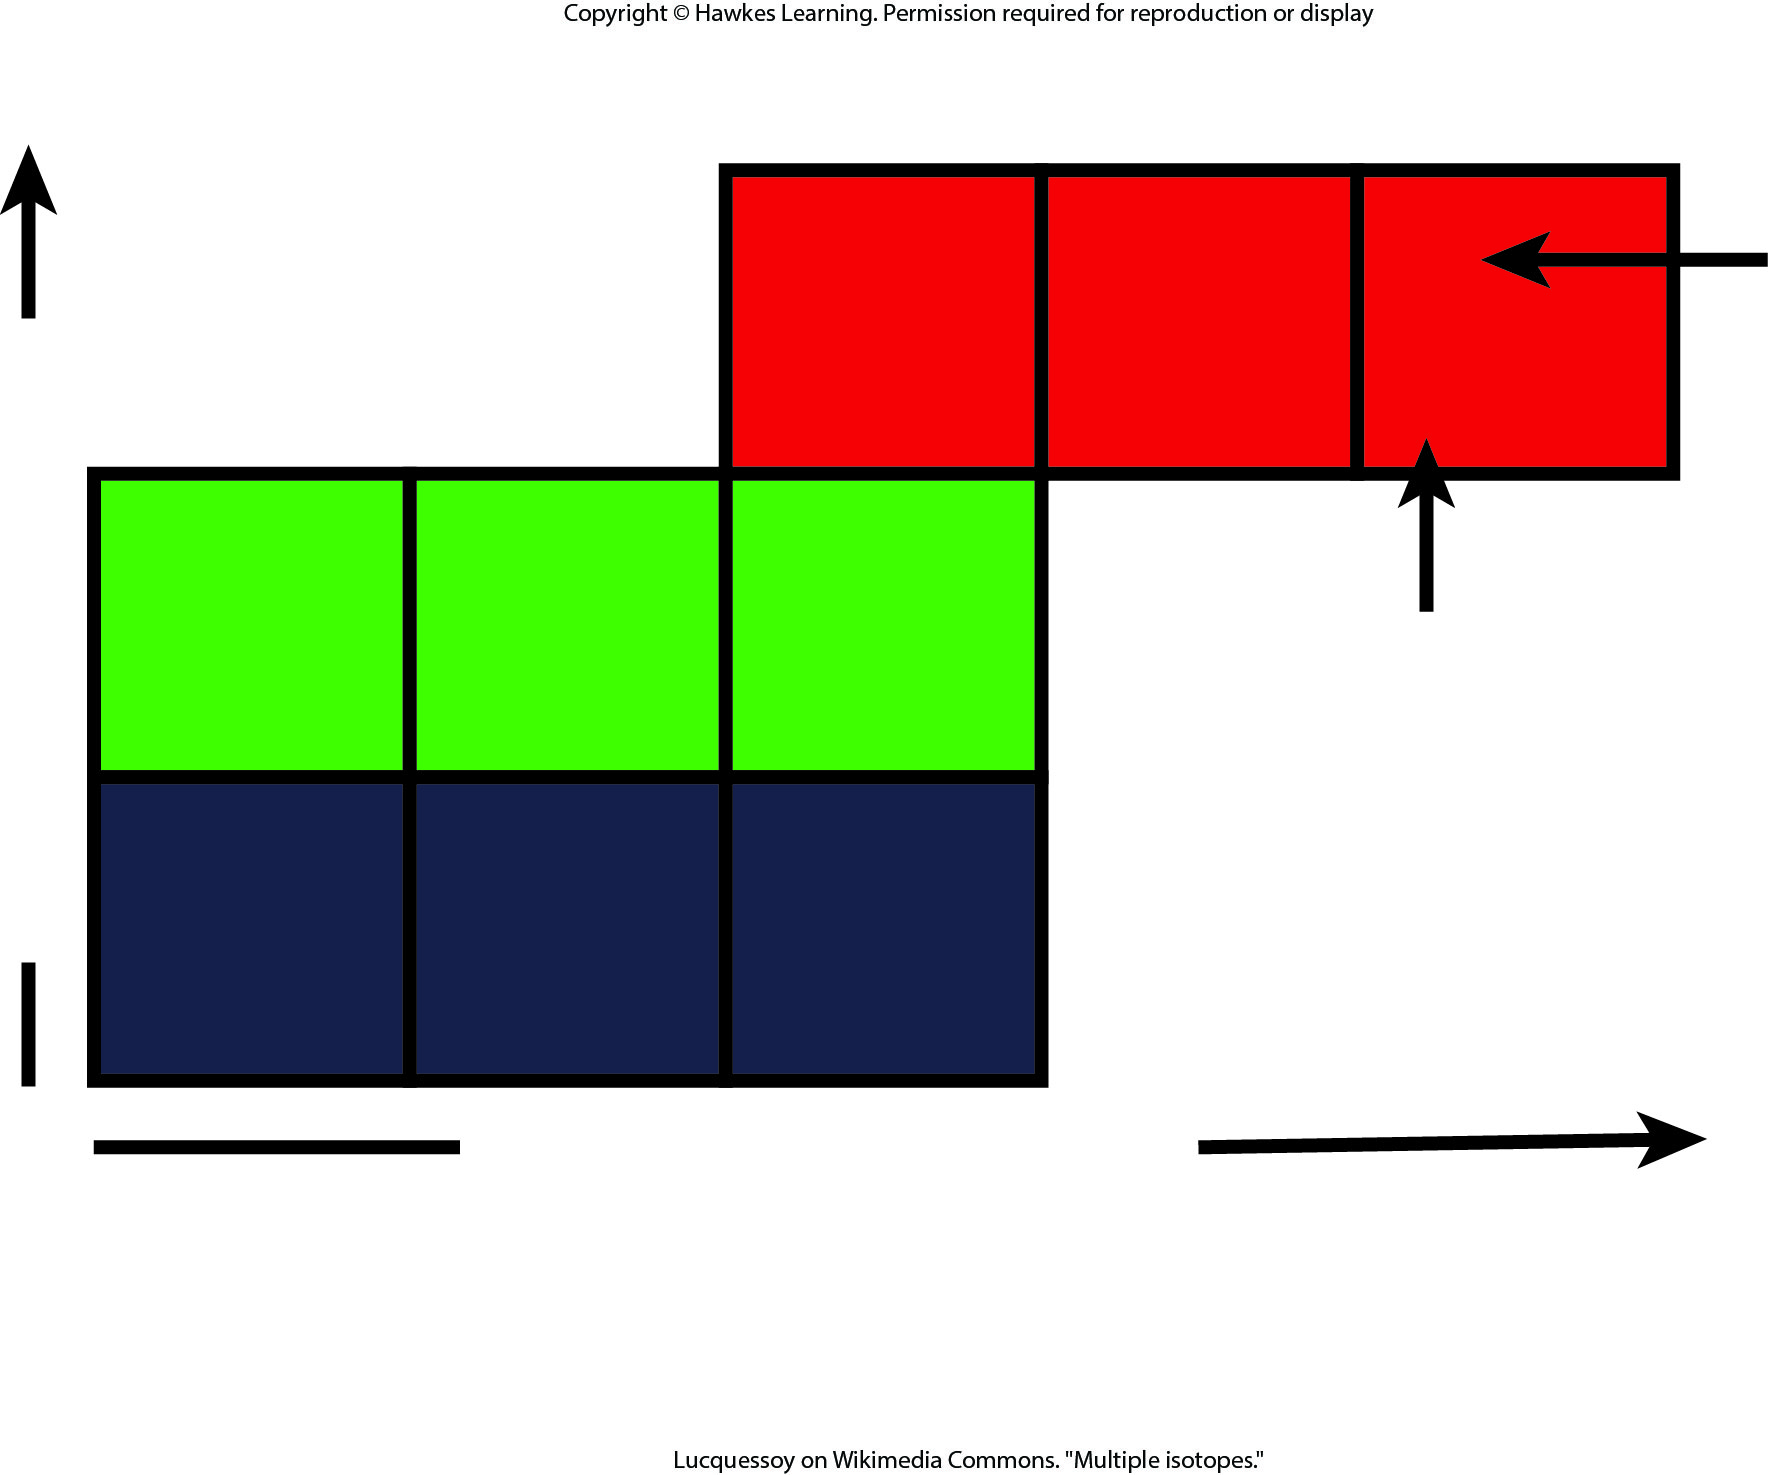 Copyright © Hawkes Learning. Permission required for reproduction or display
Lucquessoy on Wikimedia Commons. "Multiple isotopes."